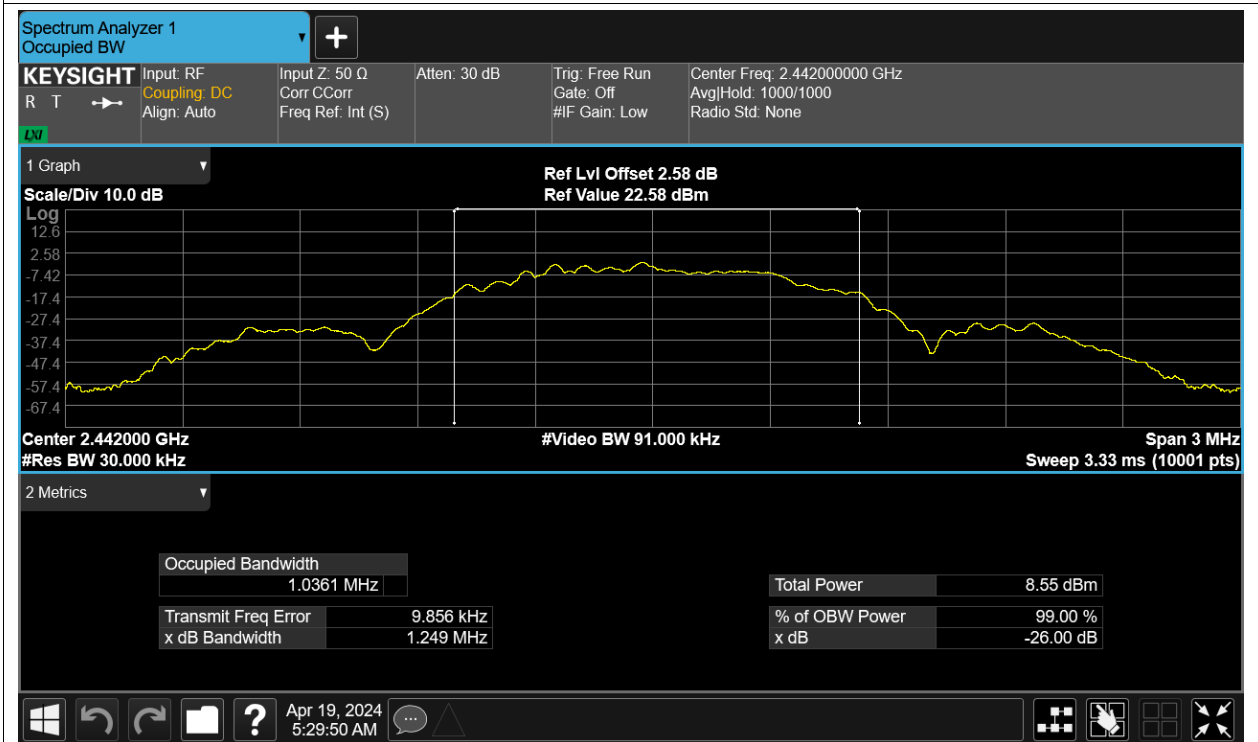 Spectrum Analyzer 1
Occupied BW
KEYSIGHT
R T
LXI
Input: RF
Coupling: DC
Align: Auto
Input Z: 50 Ω
Corr CCorr
Freq Ref: Int (S)
Atten: 30 dB
Trig: Free Run
Gate: Off
#IF Gain: Low
Center Freq: 2.442000000 GHz
Avg|Hold: 1000/1000
Radio Std: None
1 Graph
Scale/Div 10.0 dB
Ref Lvl Offset 2.58 dB
Ref Value 22.58 dBm
Log
12.6
2.58
-7.42
-17.4
-27.4
-37.4
-47.4
-57.4
-67.4
Center 2.442000 GHz
#Video BW 91.000 kHz
Span 3 MHz
#Res BW 30.000 kHz
Sweep 3.33 ms (10001 pts)
2 Metrics
Occupied Bandwidth
1.0361 MHz
Total Power 8.55 dBm
Transmit Freq Error 9.856 kHz
% of OBW Power 99.00 %
x dB Bandwidth 1.249 MHz
x dB -26.00 dB
?
Apr 19, 2024
5:29:50 AM